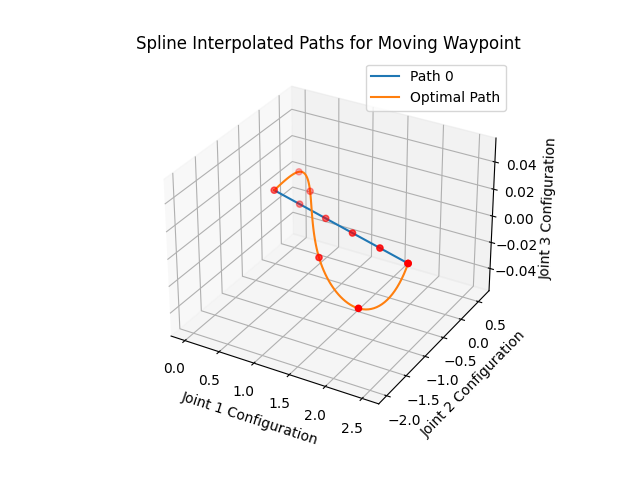 Spline Interpolated Paths for Moving Waypoint
Path 0
Optimal Path
0.04
0.02
0.00
−0.02
−0.04
Joint 3 Configuration
0.5
0.0
−0.5
−1.0
−1.5
−2.0
Joint 2 Configuration
0.0
0.5
1.0
1.5
2.0
2.5
Joint 1 Configuration